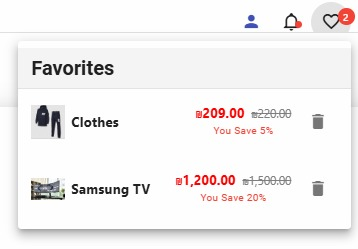 2
Favorites
Clothes
₪209.00 ₪220.00
You Save 5%
Samsung TV
₪1,200.00 ₪1,500.00
You Save 20%